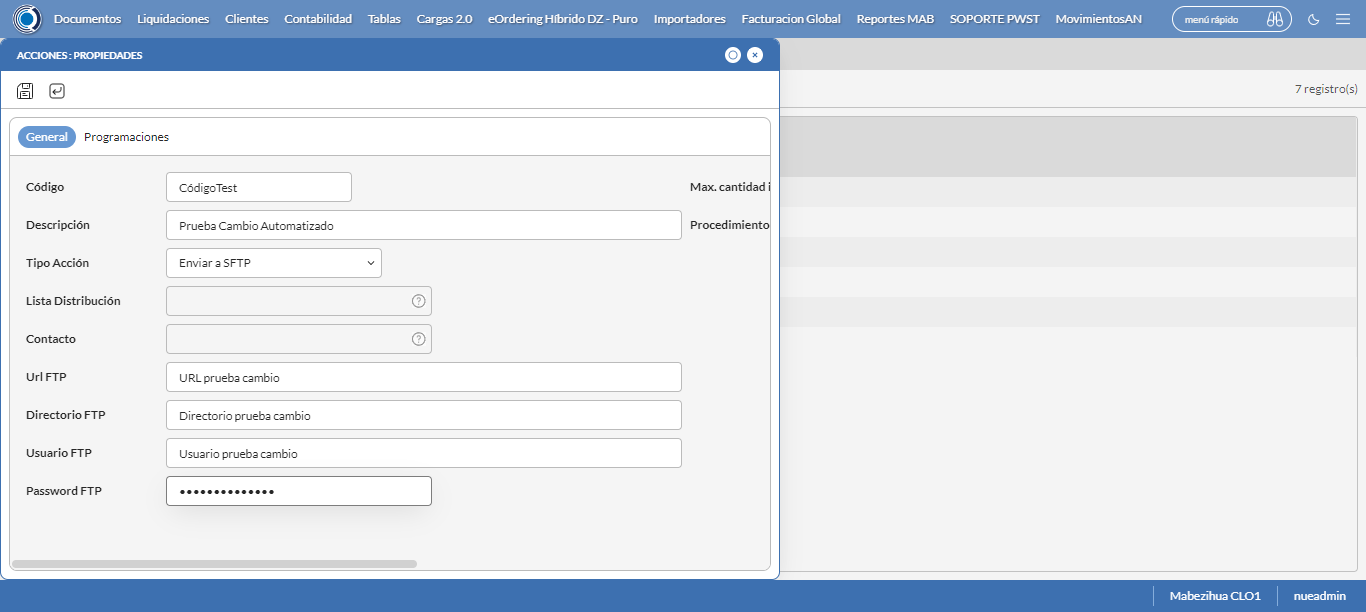 Documentos Liquidaciones Clientes Contabilidad Tablas Cargas 2.0 eOrdering Híbrido DZ - Puro Importadores Facturacion Global Reportes MAB SOPORTE PWST MovimientosAN menú rápido
ACCIONES : PROPIEDADES
7 registro(s)
General Programaciones
Código CódigoTest Max. cantidad i
Descripción Prueba Cambio Automatizado Procedimiento
Tipo Acción Enviar a SFTP
Lista Distribución
Contacto
Url FTP URL prueba cambio
Directorio FTP Directorio prueba cambio
Usuario FTP Usuario prueba cambio
Password FTP ••••••••••••••
Mabezihua CLO1 nueadmin